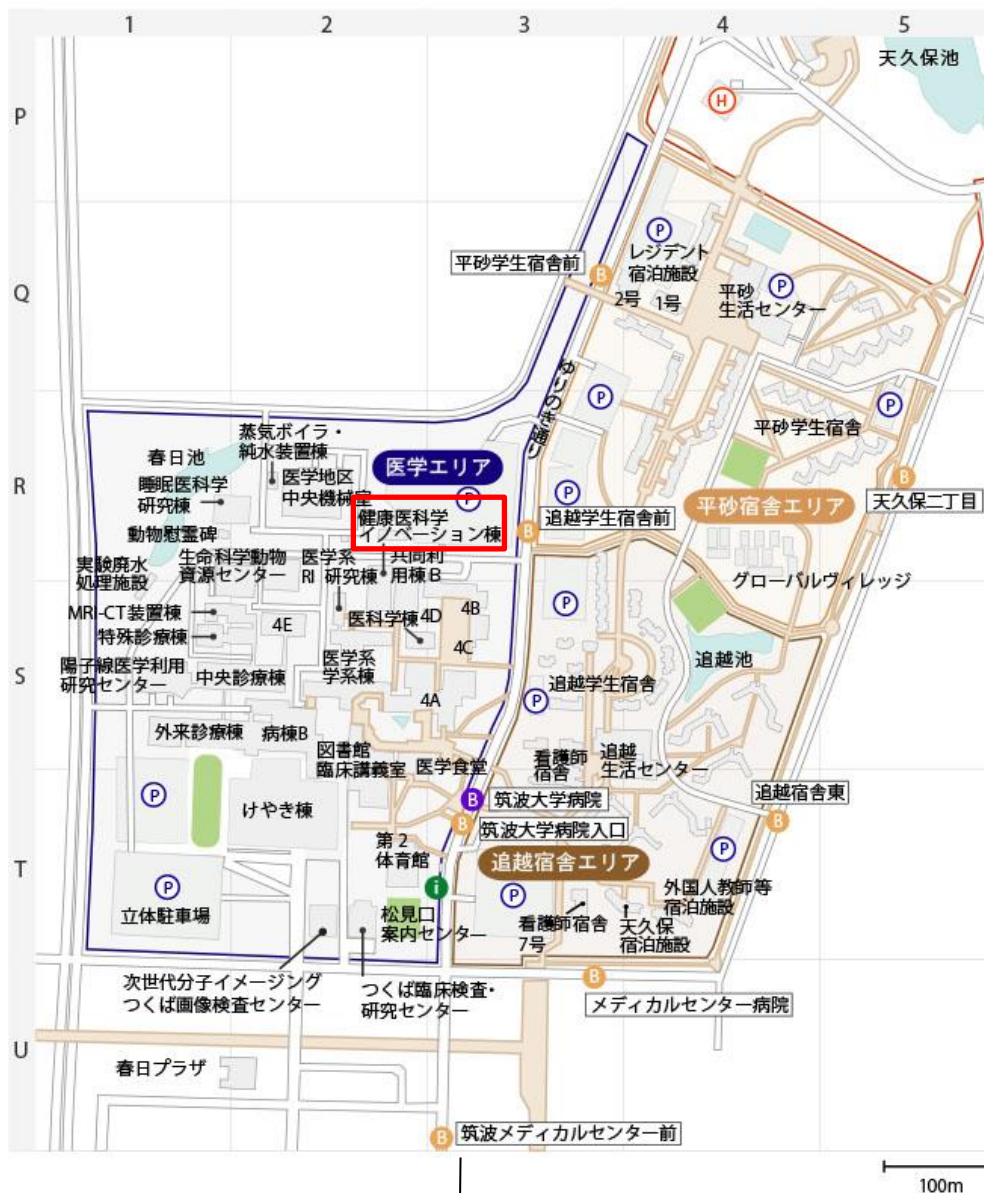 1
2
3
4
5
P
Q
R
S
T
U
天久保池
H
P
レジデント
宿泊施設
2号
1号
平砂学生宿舎前
B
P
平砂
生活センター
ゆりのき通り
P
P
平砂学生宿舎
B
天久保二丁目
平砂宿舎エリア
蒸気ボイラ・
純水装置棟
春日池
医学エリア
睡眠医科学
研究棟
医学地区
中央機械室
P
P
健康医科学
イノベーション棟
追越学生宿舎前
B
動物慰霊碑
実験廃水
処理施設
生命科学動物
資源センター
医学系
RI 研究棟
共同利
用棟B
グローバルヴィレッジ
P
MRI-CT装置棟
特殊診療棟
4E
医科学棟
4D
4B
4C
追越池
陽子線医学利用
研究センター
中央診療棟
医学系
学系棟
4A
追越学生宿舎
P
外来診療棟
病棟B
図書館
臨床講義室
医学食堂
看護師
宿舎
追越
生活センター
P
けやき棟
B
筑波大学病院
B
筑波大学病院入口
追越宿舎東
B
第2
体育館
追越宿舎エリア
P
P
立体駐車場
i
P
松見口
案内センター
看護師宿舎
7号
天久保
宿泊施設
外国人教師等
宿泊施設
次世代分子イメージング
つくば画像検査センター
つくば臨床検査・
研究センター
B
メディカルセンター病院
春日プラザ
B
筑波メディカルセンター前
100m